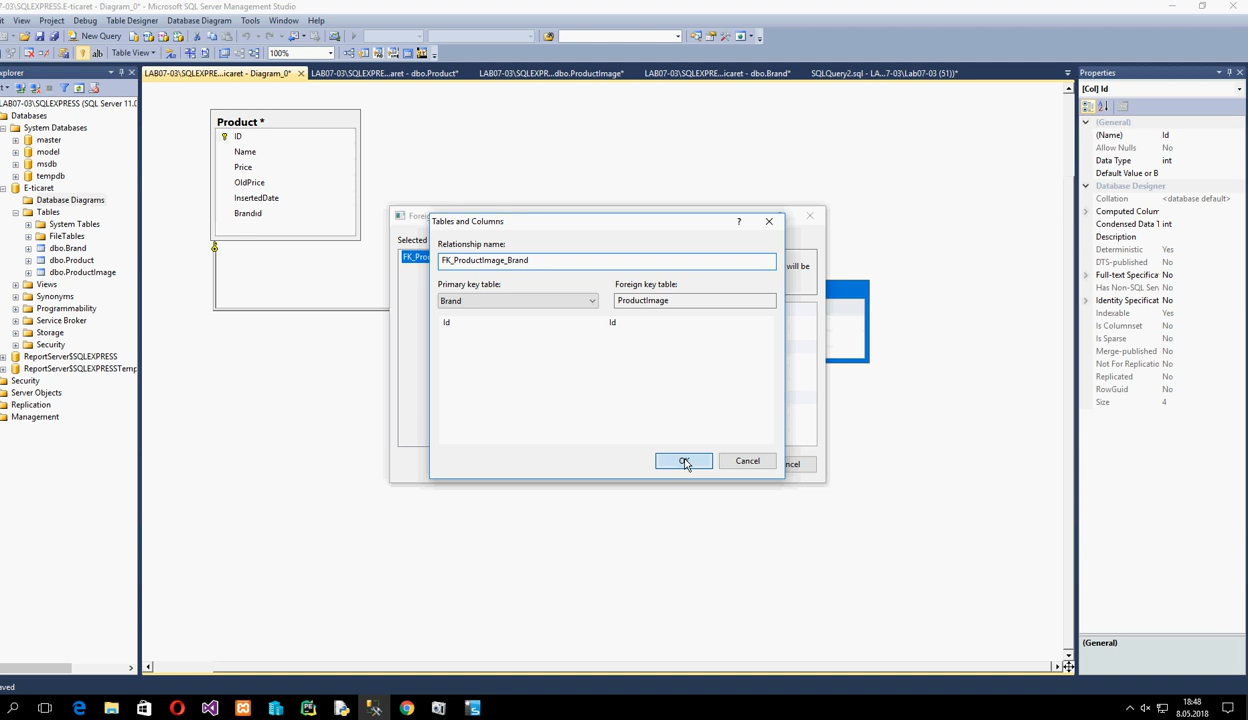 7-03\SQLEXPRESS.E-ticaret - Diagram_0* - Microsoft SQL Server Management Studio
it View Project Debug Table Designer Database Diagram Tools Window Help
New Query
Table View 100%
xplorer
LAB07-03\SQLEXPRE...icaret - Diagram_0* LAB07-03\SQLEXPRE...aret - dbo.Product* LAB07-03\SQLEXPR...dbo.ProductImage* LAB07-03\SQLEXPRE...icaret - dbo.Brand* SQLQuery2.sql - LA...7-03\Lab07-03 (51))*
LAB07-03\SQLEXPRESS (SQL Server 11.0
Databases
System Databases
master
model
msdb
tempdb
E-ticaret
Database Diagrams
Tables
System Tables
FileTables
dbo.Brand
dbo.Product
dbo.ProductImage
Views
Synonyms
Programmability
Service Broker
Storage
Security
ReportServer$SQLEXPRESS
ReportServer$SQLEXPRESSTemp
Security
Server Objects
Replication
Management
Product *
ID
Name
Price
OldPrice
InsertedDate
Brandıd
Foreig
Selected
FK_Pro
will be
ncel
Tables and Columns
?
Relationship name:
FK_ProductImage_Brand
Primary key table: Foreign key table:
Brand ProductImage
Id Id
OK Cancel
Properties
[Col] Id
(General)
(Name) Id
Allow Nulls No
Data Type int
Default Value or B
Database Designer
Collation <database default>
Computed Column
Condensed Data T int
Description
Deterministic Yes
DTS-published No
Full-text Specificat No
Has Non-SQL Ser No
Identity Specificat No
Indexable Yes
Is Columnset No
Is Sparse No
Merge-published No
Not For Replicatio No
Replicated No
RowGuid No
Size 4
(General)
aved
18:48
8.05.2018